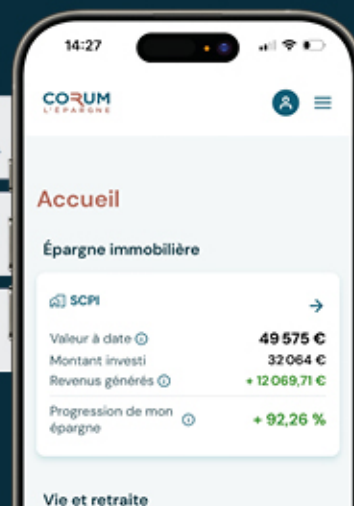 14:27
CORUM
L'ÉPARGNE
Accueil
Épargne immobilière
SCPI
Valeur à date 49 575 €
Montant investi 32 064 €
Revenus générés + 12 069,71 €
Progression de mon
épargne + 92,26 %
Vie et retraite